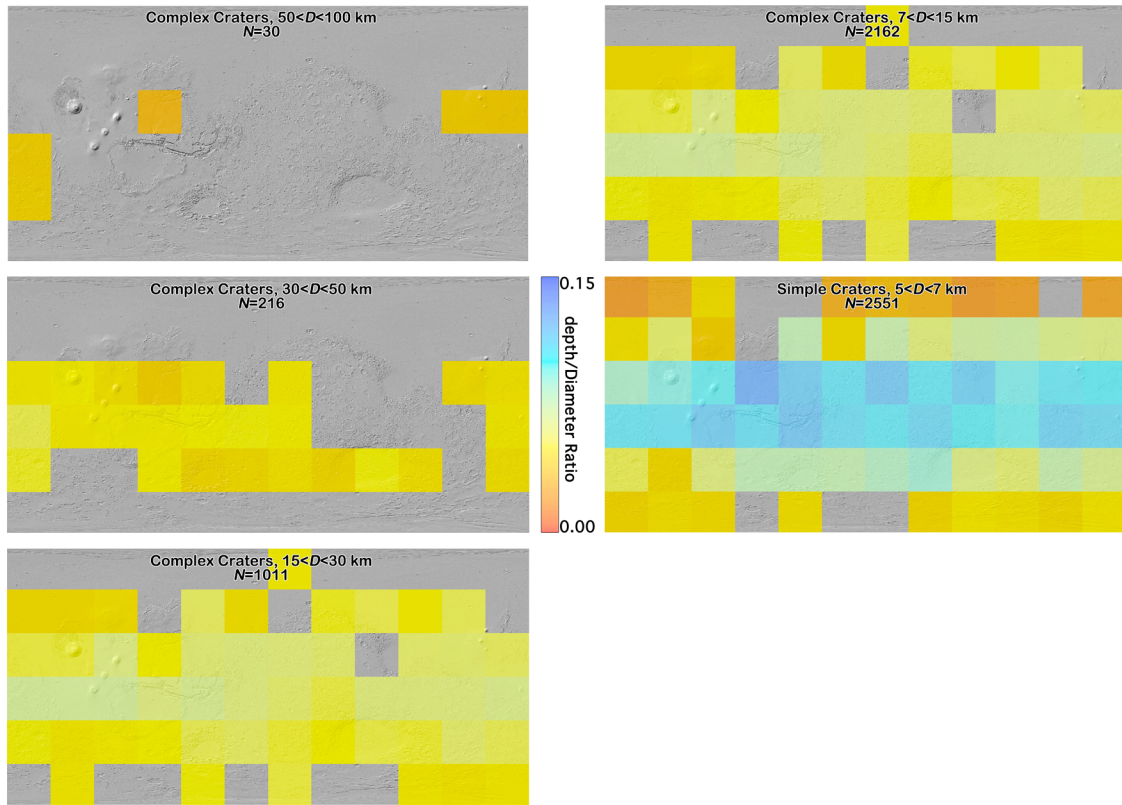 Complex Craters, 50<D<100 km
N=30
Complex Craters, 7<D<15 km
N=2162
Complex Craters, 30<D<50 km
N=216
0.15
depth/Diameter Ratio
0.00
Simple Craters, 5<D<7 km
N=2551
Complex Craters, 15<D<30 km
N=1011